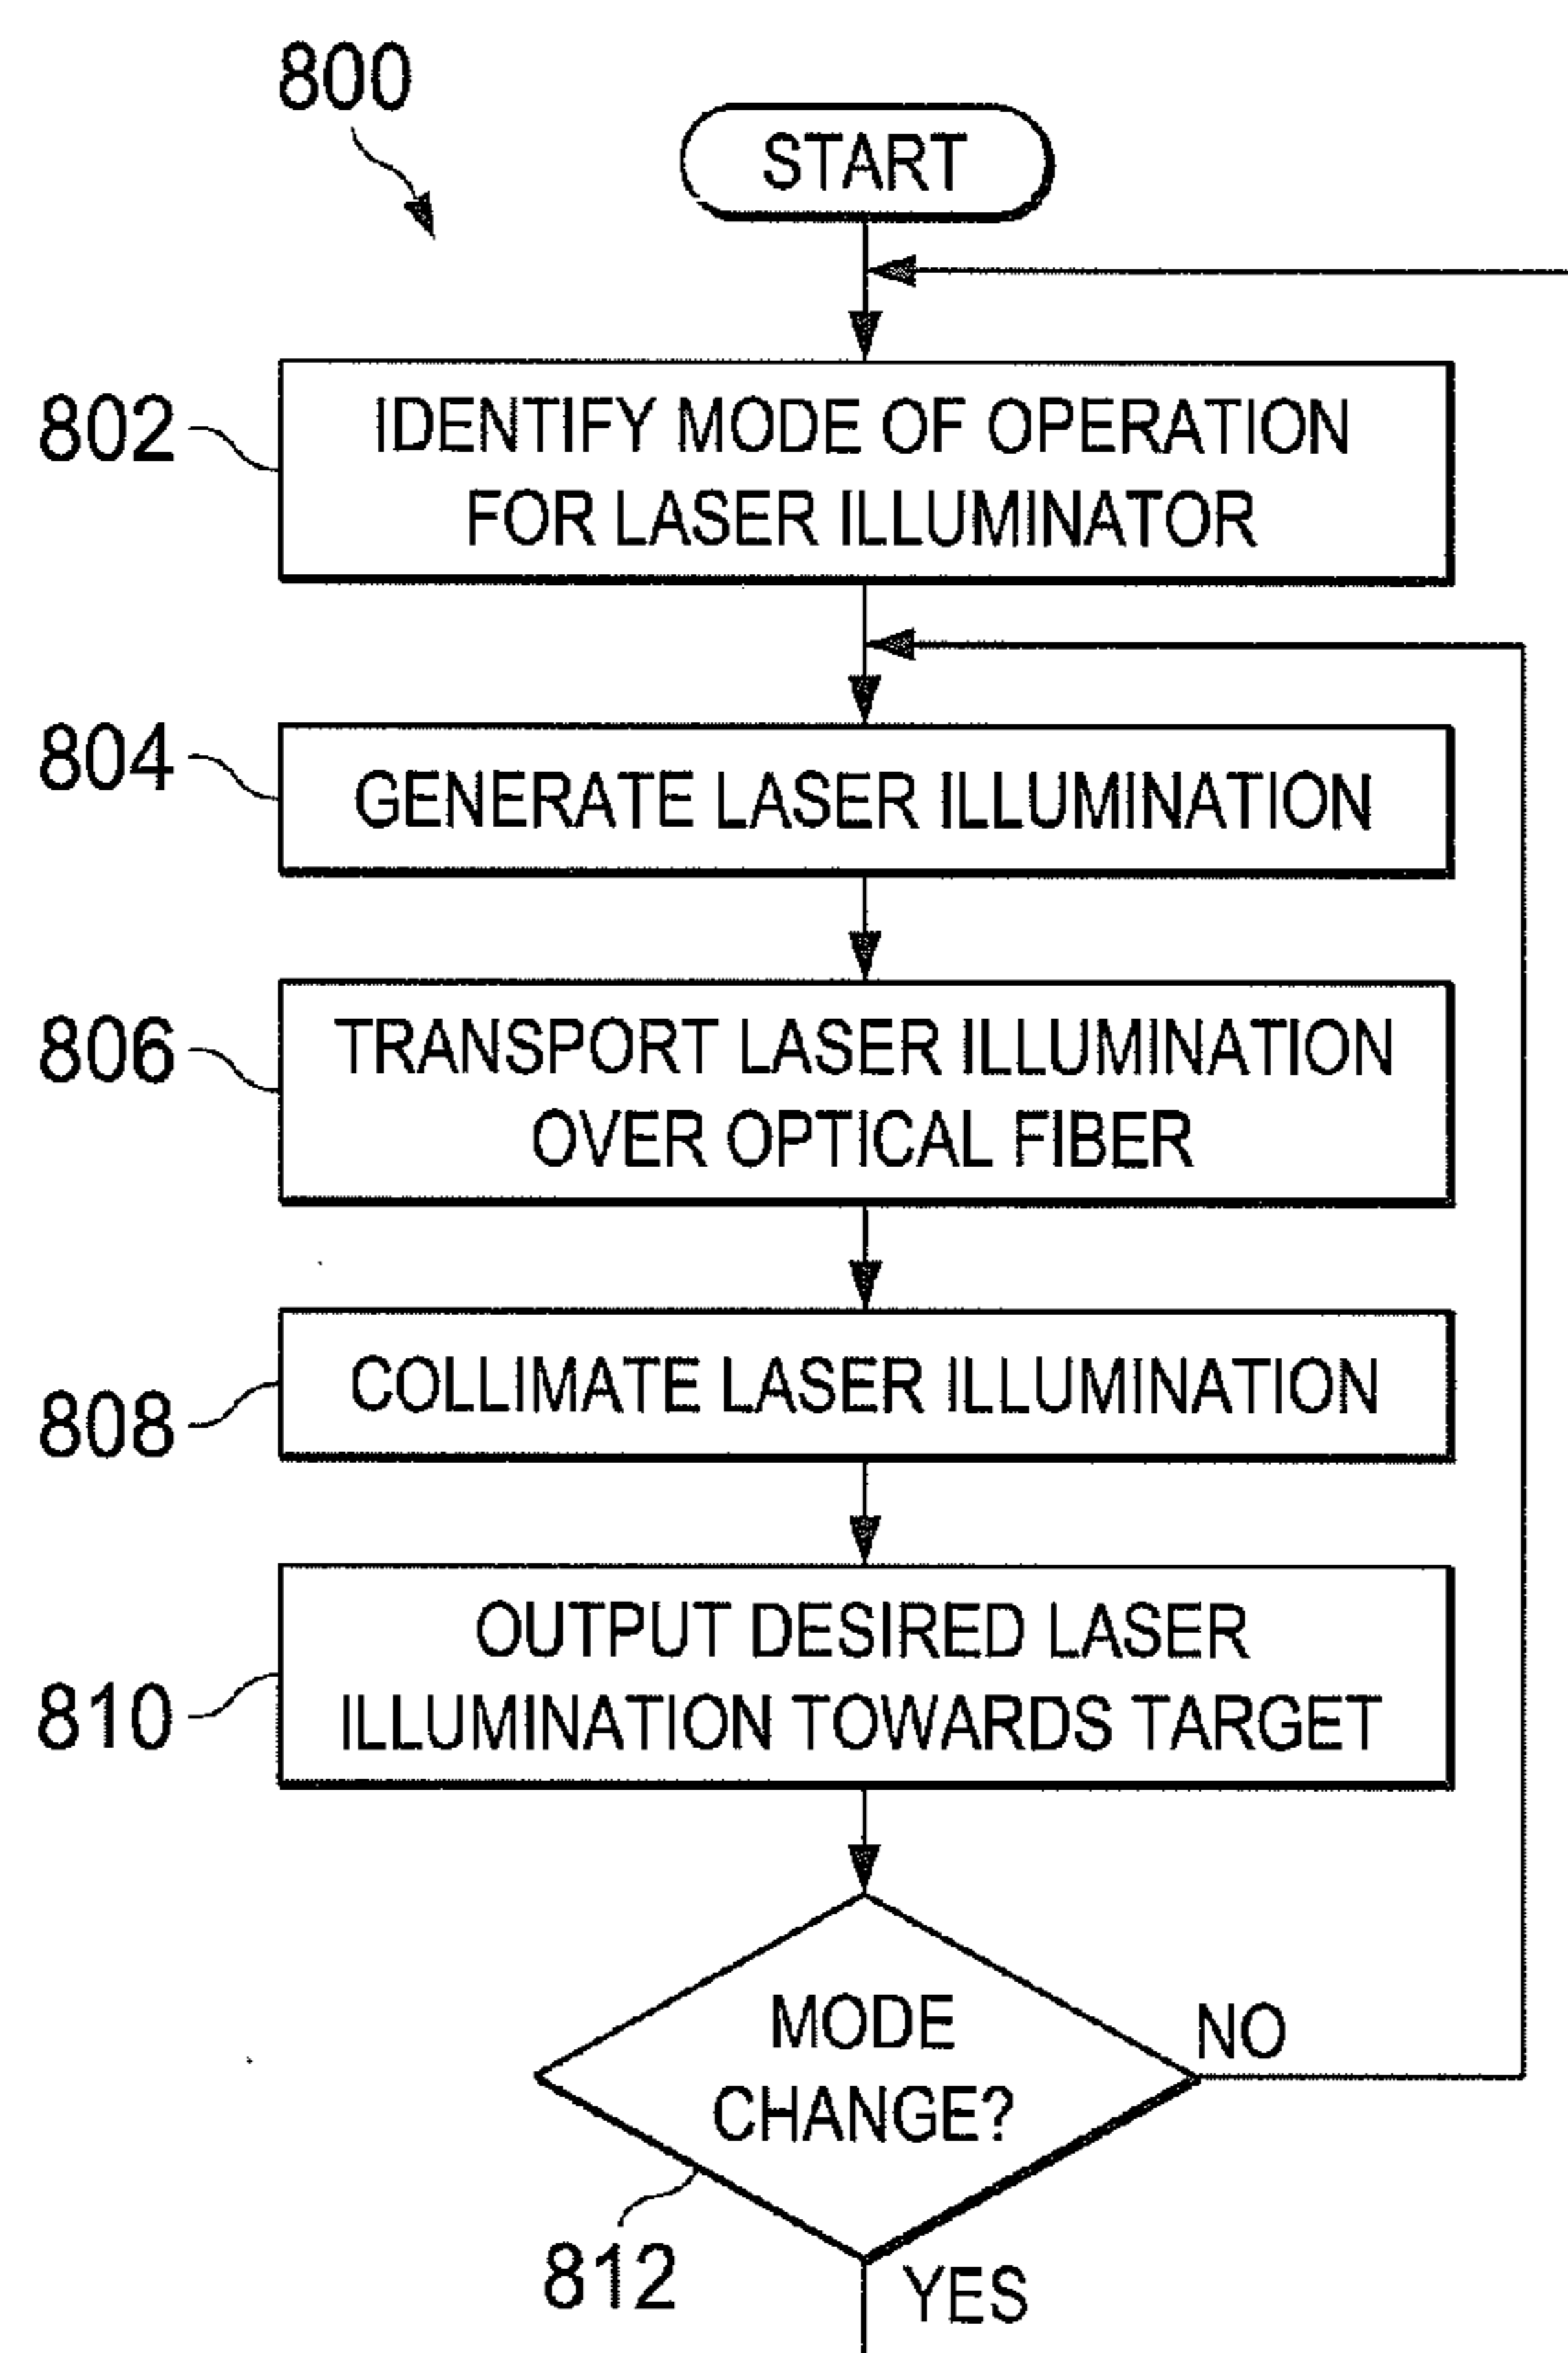 800
START
802
IDENTIFY MODE OF OPERATION
FOR LASER ILLUMINATOR
804
GENERATE LASER ILLUMINATION
806
TRANSPORT LASER ILLUMINATION
OVER OPTICAL FIBER
808
COLLIMATE LASER ILLUMINATION
810
OUTPUT DESIRED LASER
ILLUMINATION TOWARDS TARGET
MODE
CHANGE?
NO
812
YES